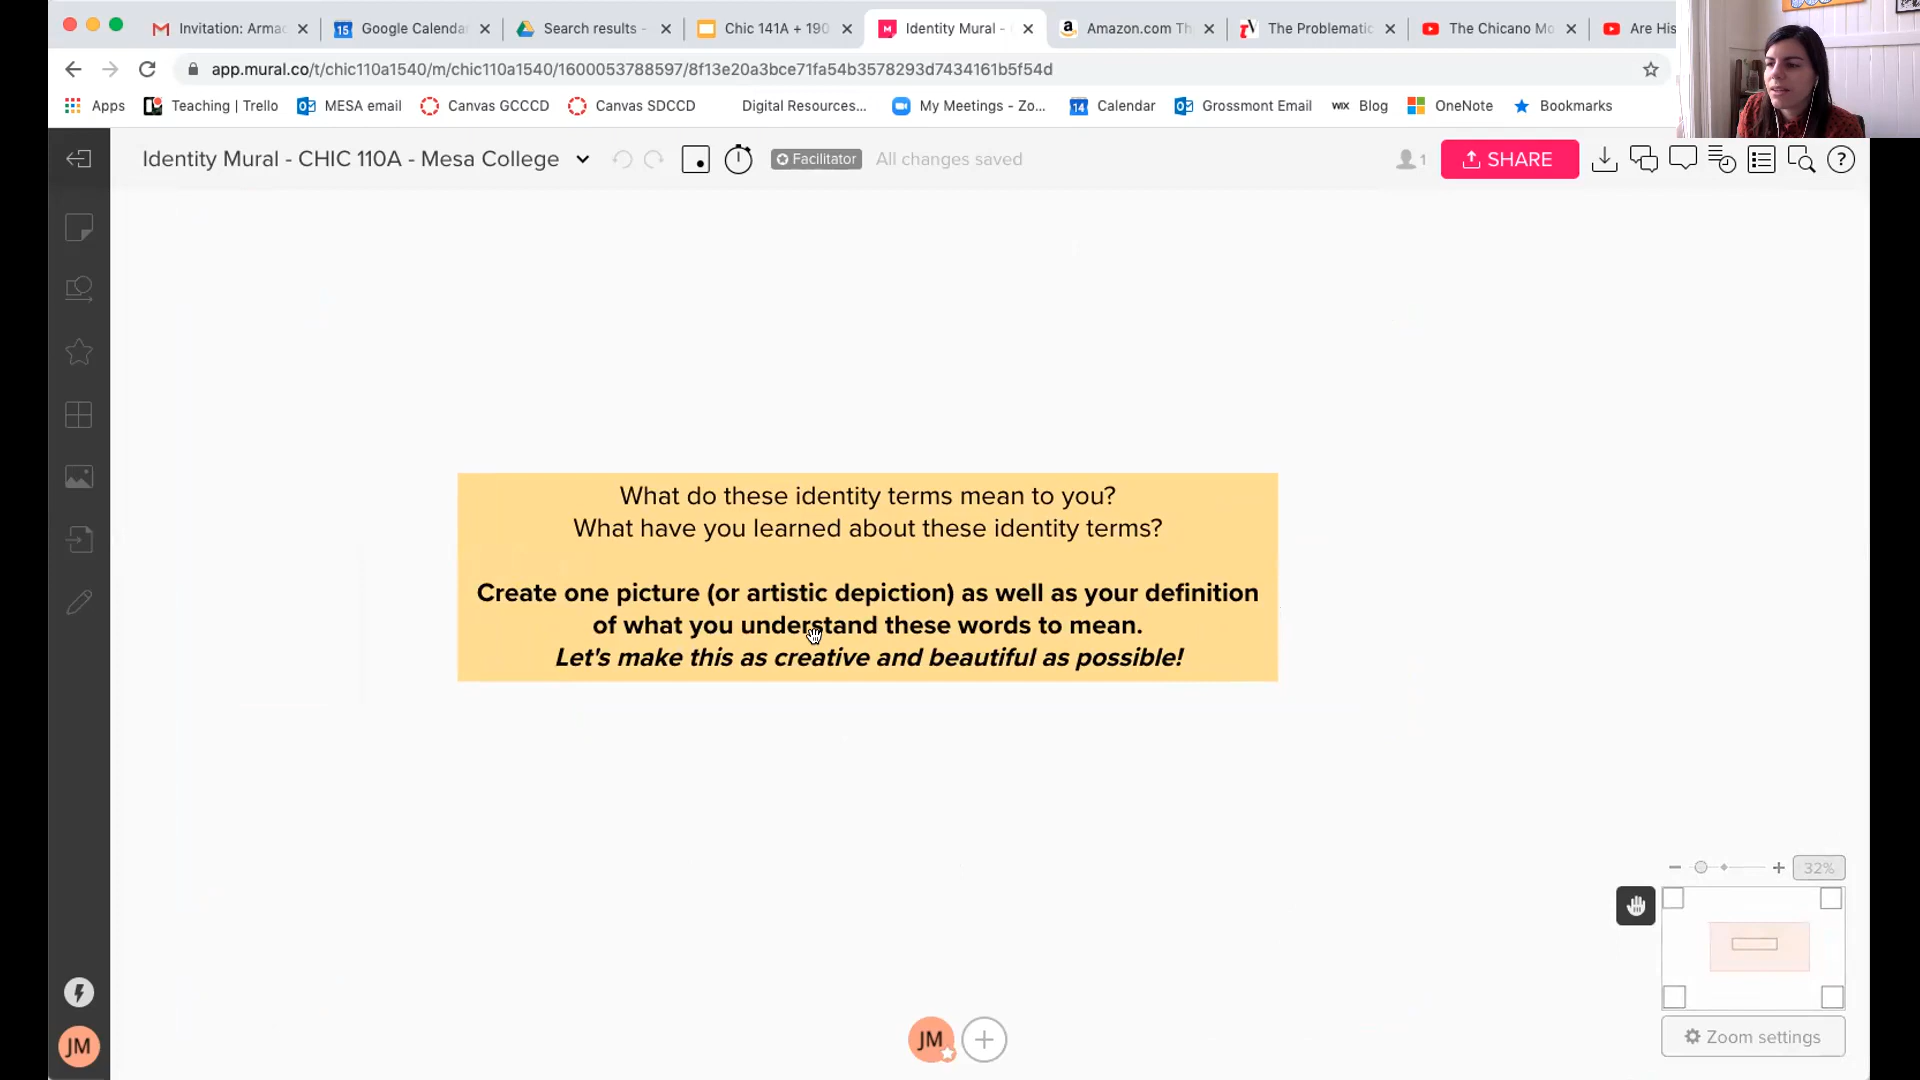 Invitation: Armac
Google Calenda
Search results -
Chic 141A + 190
Identity Mural -
Amazon.com Th
The Problematic
The Chicano Mo
Are His
app.mural.co/t/chic110a1540/m/chic110a1540/1600053788597/8f13e20a3bce71fa54b3578293d7434161b5f54d
Apps Teaching | Trello MESA email Canvas GCCCD Canvas SDCCD Digital Resources... My Meetings - Zo... Calendar Grossmont Email WIX Blog OneNote Bookmarks
Identity Mural - CHIC 110A - Mesa College Facilitator All changes saved 1 SHARE ?
What do these identity terms mean to you?
What have you learned about these identity terms?
Create one picture (or artistic depiction) as well as your definition
of what you understand these words to mean.
Let's make this as creative and beautiful as possible!
32%
Zoom settings
JM
JM